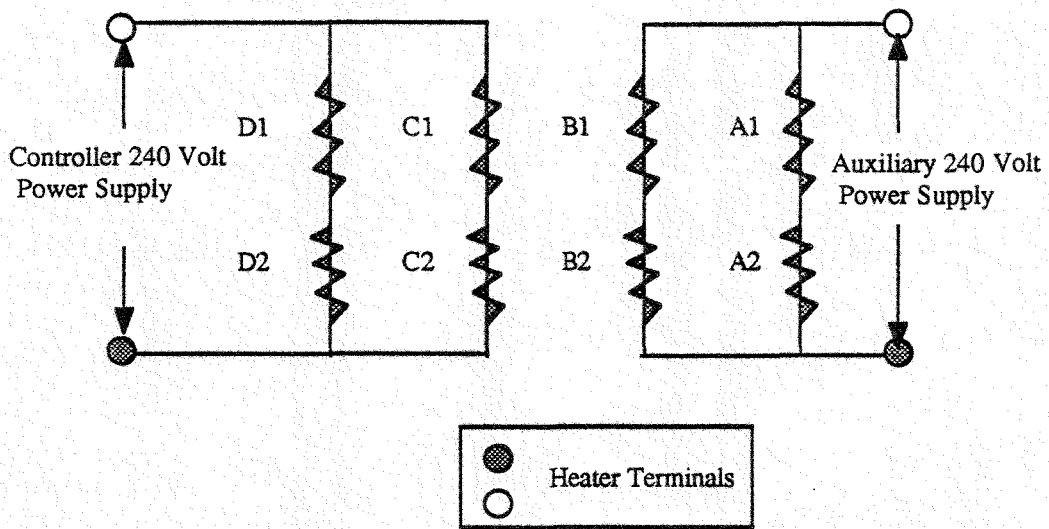 D1
C1
B1
A1
Controller 240 Volt
Power Supply
Auxiliary 240 Volt
Power Supply
D2
C2
B2
A2
Heater Terminals